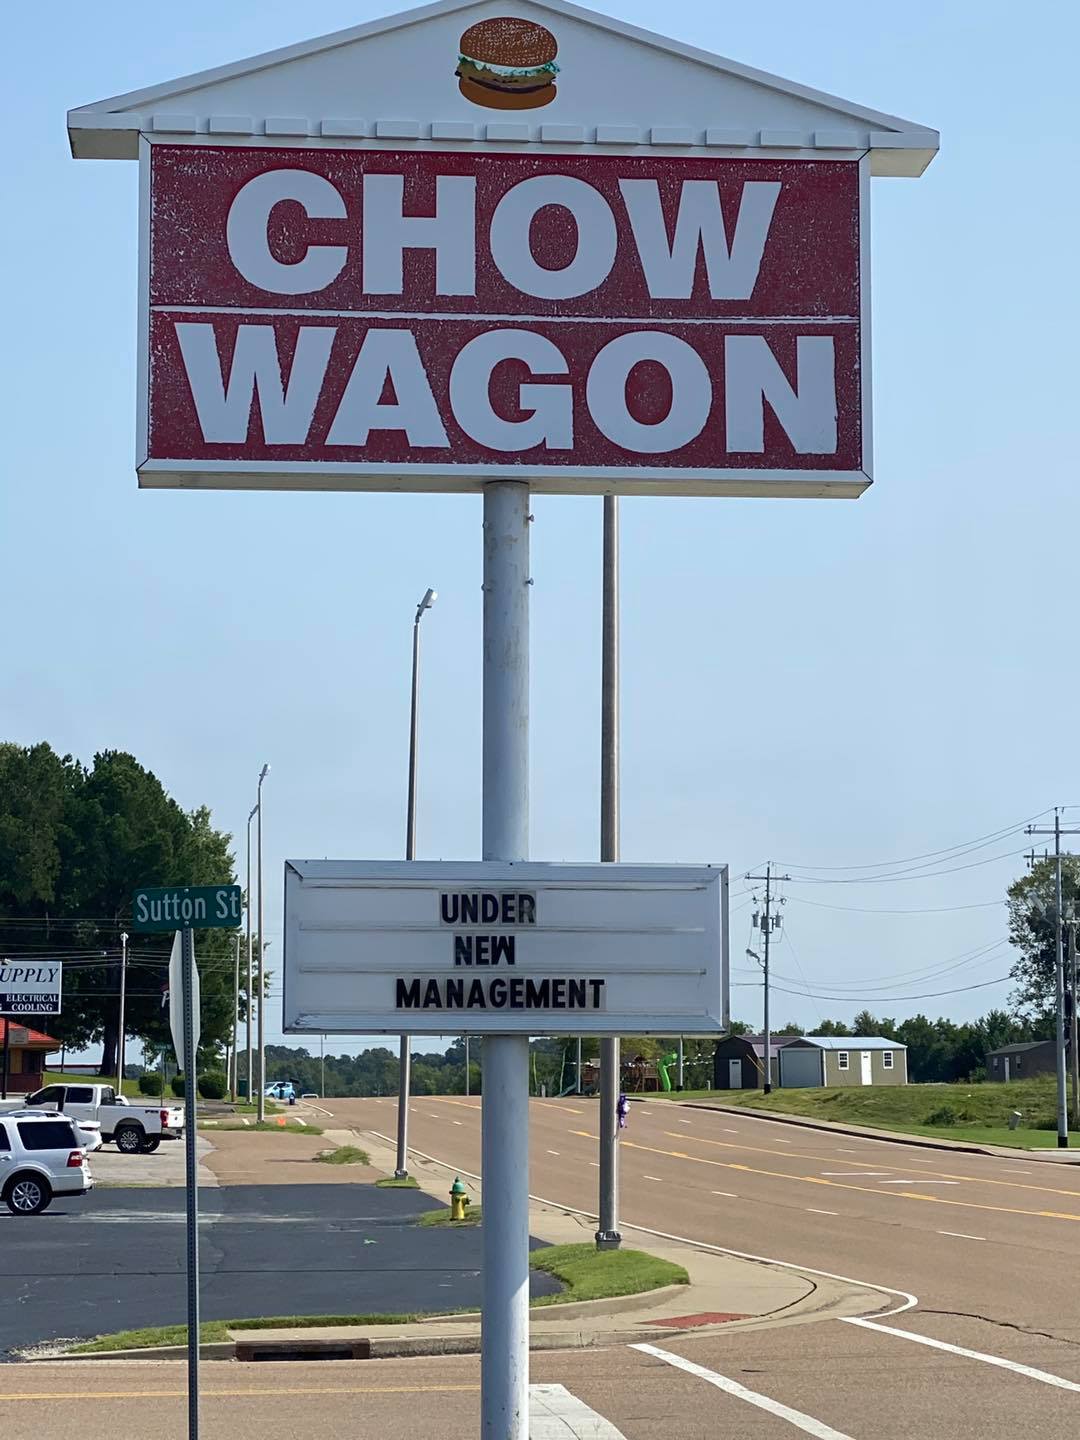 CHOW
WAGON
UNDER
NEW
MANAGEMENT
Sutton St
UPPLY
ELECTRICAL
COOLING